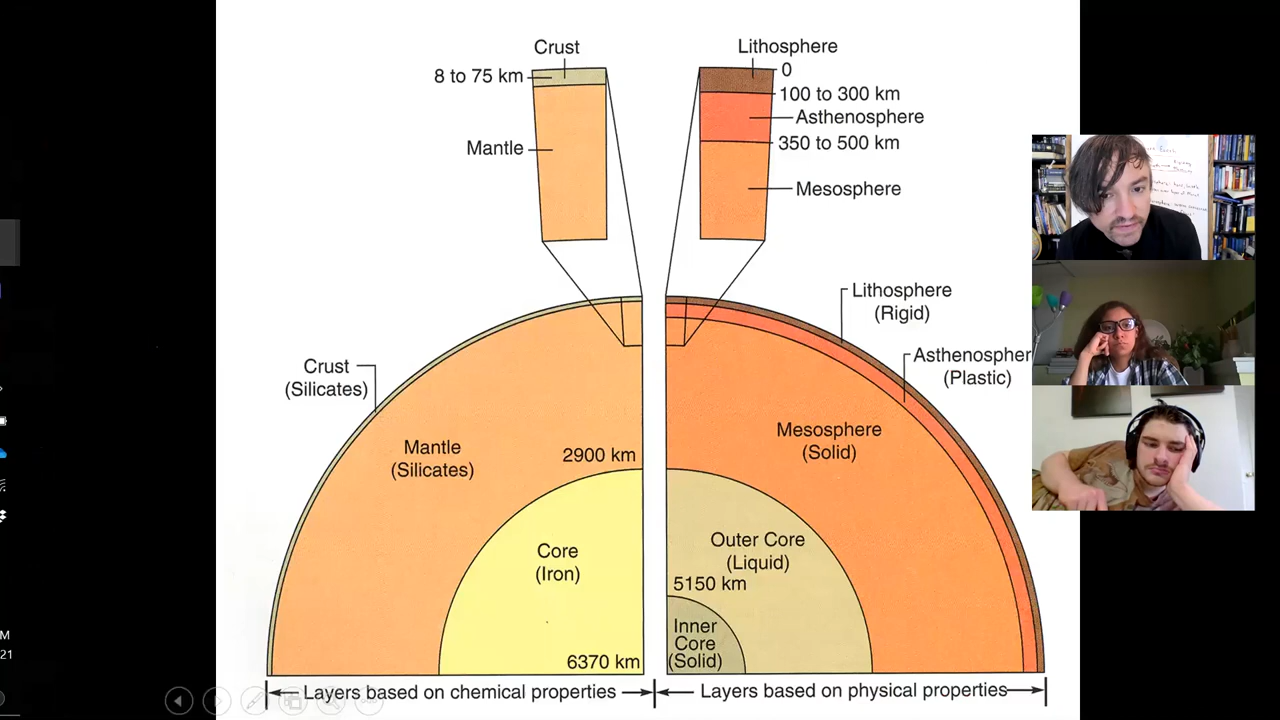 Crust
8 to 75 km
Mantle
Lithosphere
0
100 to 300 km
Asthenosphere
350 to 500 km
Mesosphere
Crust
(Silicates)
Mantle
(Silicates)
2900 km
Core
(Iron)
6370 km
Lithosphere
(Rigid)
Asthenospher
(Plastic)
Mesosphere
(Solid)
Outer Core
(Liquid)
5150 km
Inner
Core
(Solid)
Layers based on chemical properties
Layers based on physical properties
M
21